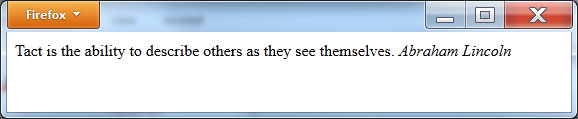 Firefox
Tact is the ability to describe others as they see themselves. Abraham Lincoln